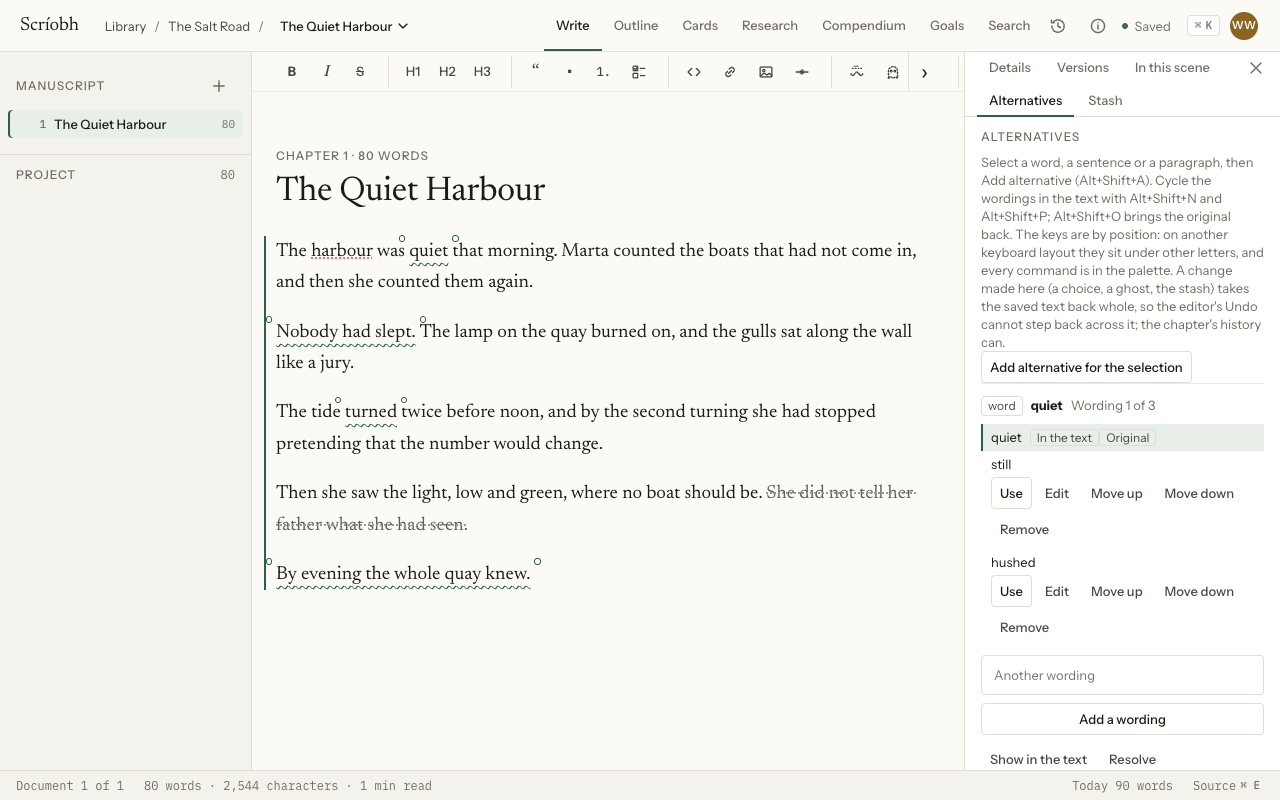 Scríobh
Library / The Salt Road / The Quiet Harbour
Write Outline Cards Research Compendium Goals Search Saved ⌘ K WW
MANUSCRIPT
1 The Quiet Harbour 80
PROJECT 80
B I S H1 H2 H3 “ 1. ›
CHAPTER 1 · 80 WORDS
The Quiet Harbour
The harbour was quiet that morning. Marta counted the boats that had not come in,
and then she counted them again.
Nobody had slept. The lamp on the quay burned on, and the gulls sat along the wall
like a jury.
The tide turned twice before noon, and by the second turning she had stopped
pretending that the number would change.
Then she saw the light, low and green, where no boat should be. She did not tell her
father what she had seen.
By evening the whole quay knew.
Details Versions In this scene
Alternatives Stash
ALTERNATIVES
Select a word, a sentence or a paragraph, then
Add alternative (Alt+Shift+A). Cycle the
wordings in the text with Alt+Shift+N and
Alt+Shift+P; Alt+Shift+O brings the original
back. The keys are by position: on another
keyboard layout they sit under other letters, and
every command is in the palette. A change
made here (a choice, a ghost, the stash) takes
the saved text back whole, so the editor's Undo
cannot step back across it; the chapter's history
can.
Add alternative for the selection
word quiet Wording 1 of 3
quiet In the text Original
still
Use Edit Move up Move down
Remove
hushed
Use Edit Move up Move down
Remove
Another wording
Add a wording
Show in the text Resolve
Document 1 of 1 80 words · 2,544 characters · 1 min read Today 90 words Source ⌘ E